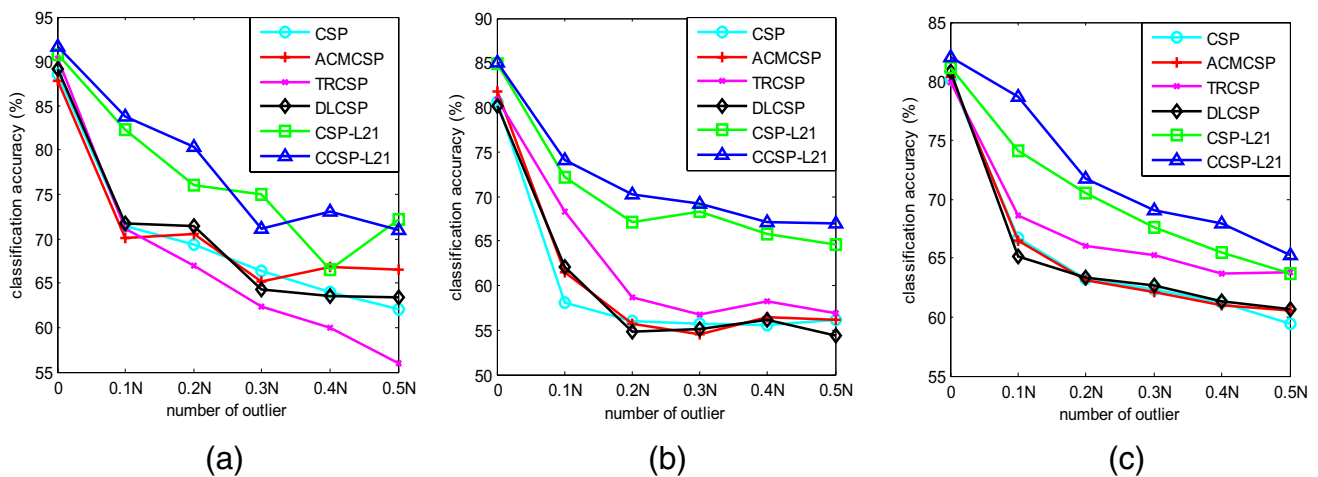 95
90
85
80
75
70
65
60
55
classification accuracy (%)
CSP
ACMCSP
TRCSP
DLCSP
CSP-L21
CCSP-L21
0 0.1N 0.2N 0.3N 0.4N 0.5N
number of outlier
(a)
90
85
80
75
70
65
60
55
50
classification accuracy (%)
CSP
ACMCSP
TRCSP
DLCSP
CSP-L21
CCSP-L21
0 0.1N 0.2N 0.3N 0.4N 0.5N
number of outlier
(b)
85
80
75
70
65
60
55
classification accuracy (%)
CSP
ACMCSP
TRCSP
DLCSP
CSP-L21
CCSP-L21
0 0.1N 0.2N 0.3N 0.4N 0.5N
number of outlier
(c)